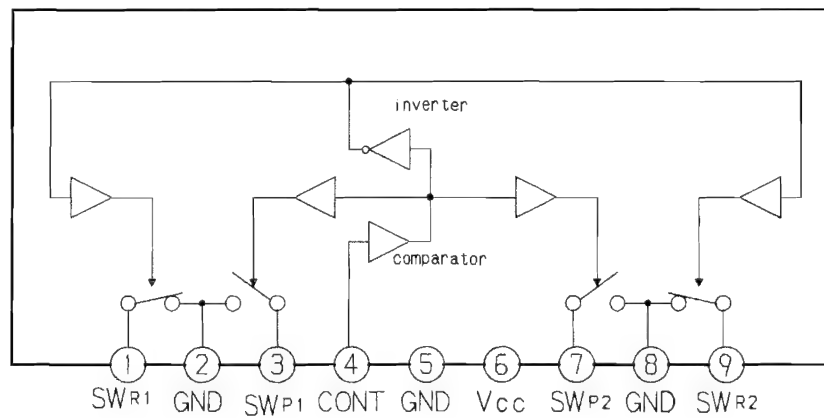 inverter
comparator
1 2 3 4 5 6 7 8 9
SWR1 GND SWP1 CONT GND Vcc SWP2 GND SWR2